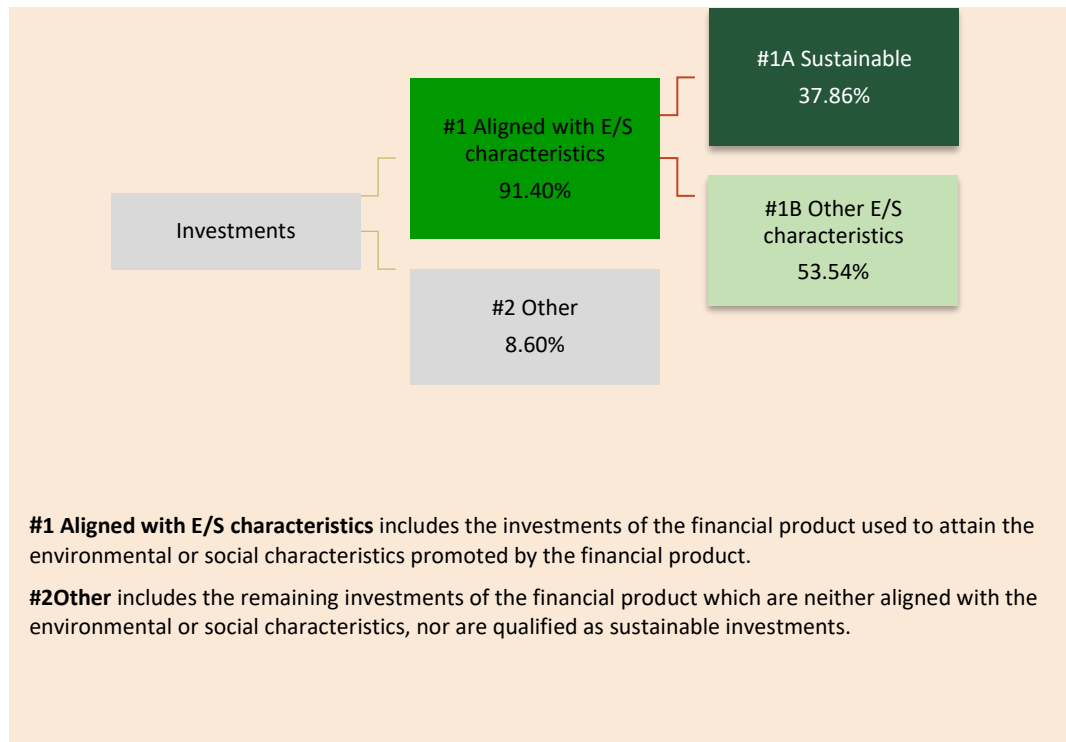 Investments
#1 Aligned with E/S
characteristics
91.40%
#2 Other
8.60%
#1A Sustainable
37.86%
#1B Other E/S
characteristics
53.54%
#1 Aligned with E/S characteristics includes the investments of the financial product used to attain the
environmental or social characteristics promoted by the financial product.
#2Other includes the remaining investments of the financial product which are neither aligned with the
environmental or social characteristics, nor are qualified as sustainable investments.